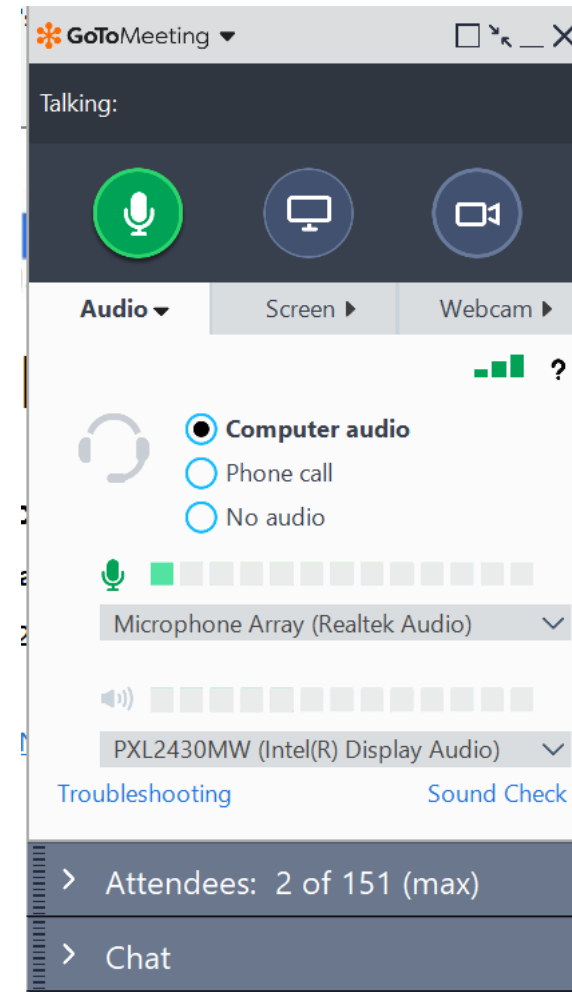 GoToMeeting
Talking:
Audio Screen Webcam
?
Computer audio
Phone call
No audio
Microphone Array (Realtek Audio)
PXL2430MW (Intel(R) Display Audio)
Troubleshooting Sound Check
Attendees: 2 of 151 (max)
Chat